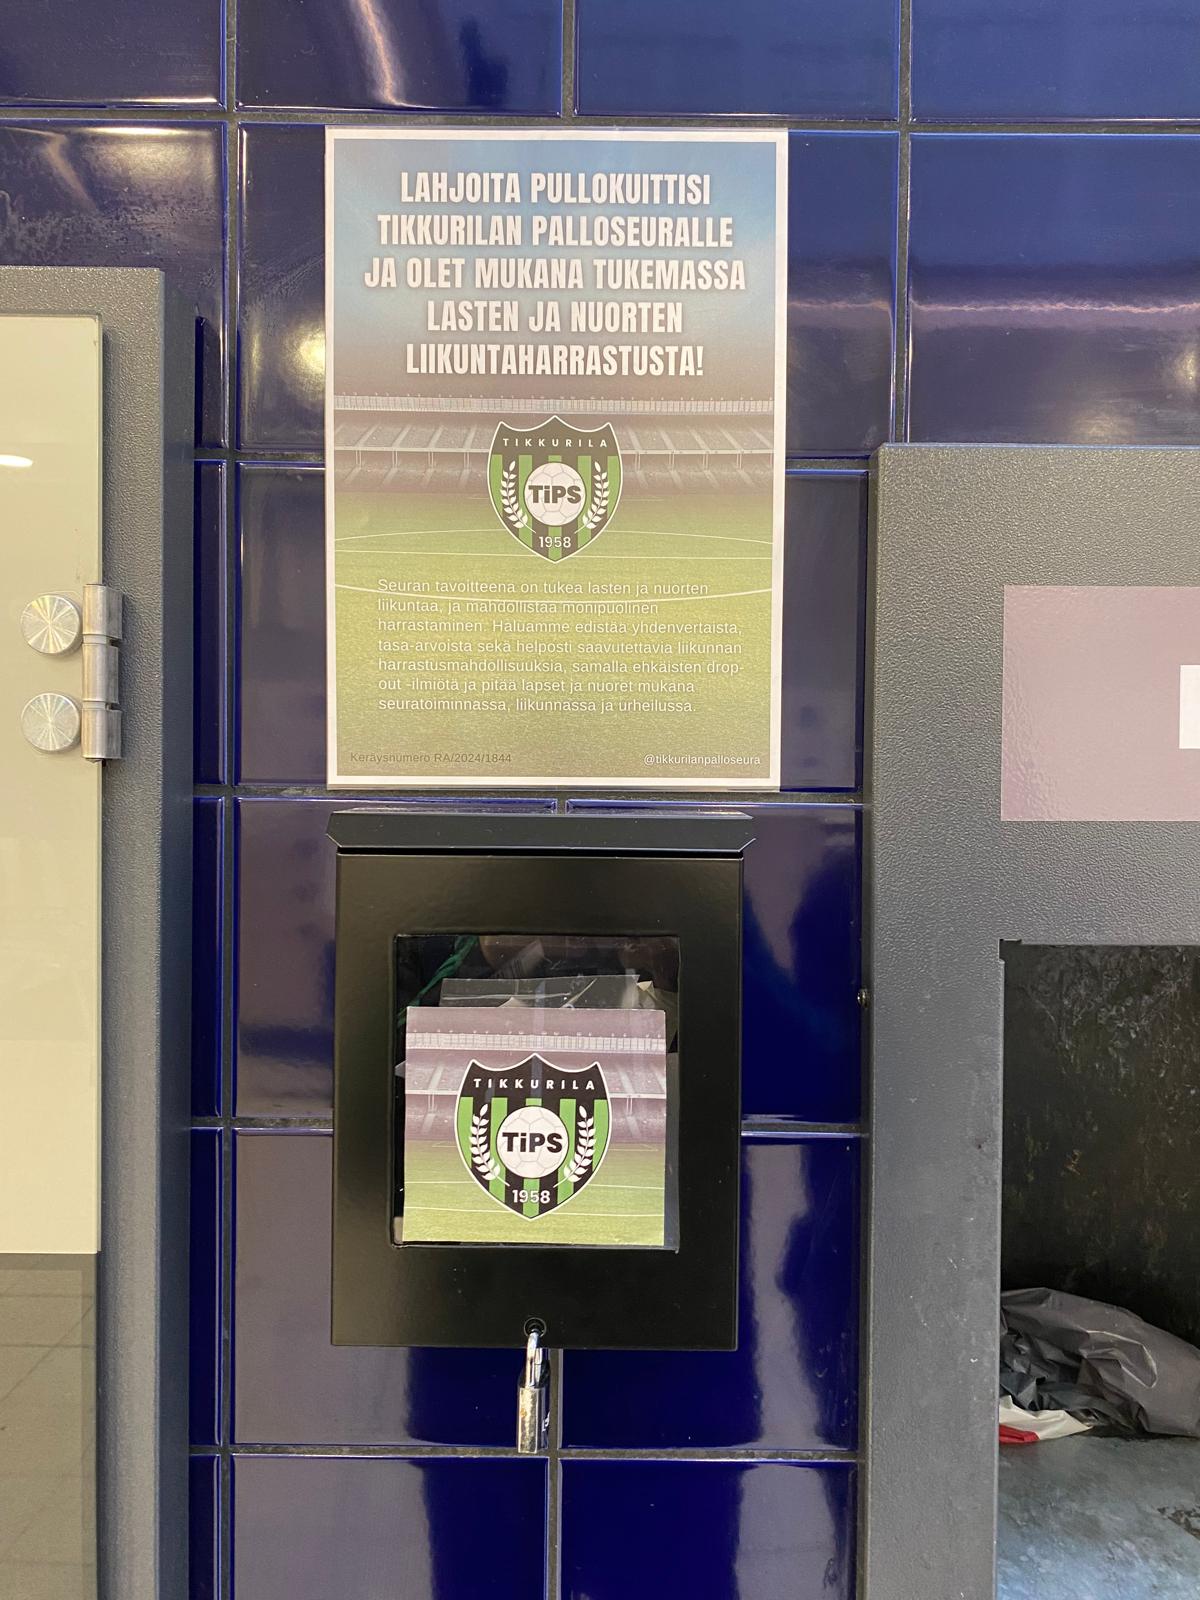 LAHJOITA PULLOKUITTISI
TIKKURILAN PALLOSEURALLE
JA OLET MUKANA TUKEMASSA
LASTEN JA NUORTEN
LIIKUNTAHARRASTUSTA!
TIKKURILA
TiPS
1958
Seuran tavoitteena on tukea lasten ja nuorten
liikuntaa, ja mahdollistaa monipuolinen
harrastaminen. Haluamme edistää yhdenvertaista,
tasa-arvoista sekä helposti saavutettavia liikunnan
harrastusmahdollisuuksia, samalla ehkäisten drop-
out -ilmiötä ja pitää lapset ja nuoret mukana
seuratoiminnassa, liikunnassa ja urheilussa.
Keräysnumero RA/2024/1844
@tikkurilanpalloseura
TIKKURILA
TiPS
1958